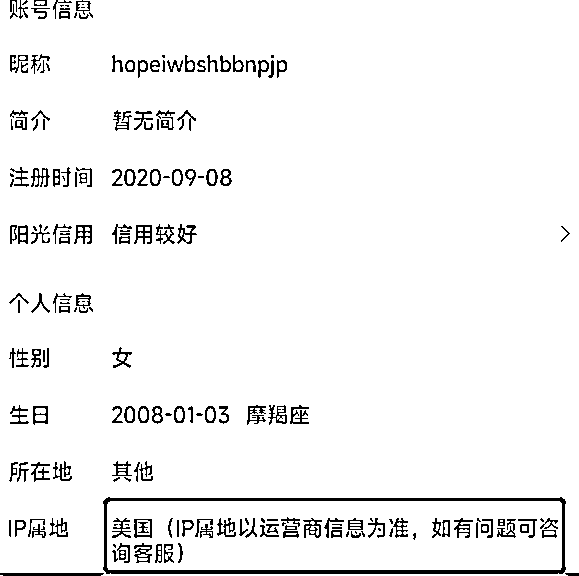 账号信息
昵称 hopeiwbshbbnpjp
简介 暂无简介
注册时间 2020-09-08
阳光信用 信用较好
个人信息
性别 女
生日 2008-01-03 摩羯座
所在地 其他
IP属地 美国（IP属地以运营商信息为准，如有问题可咨
询客服）